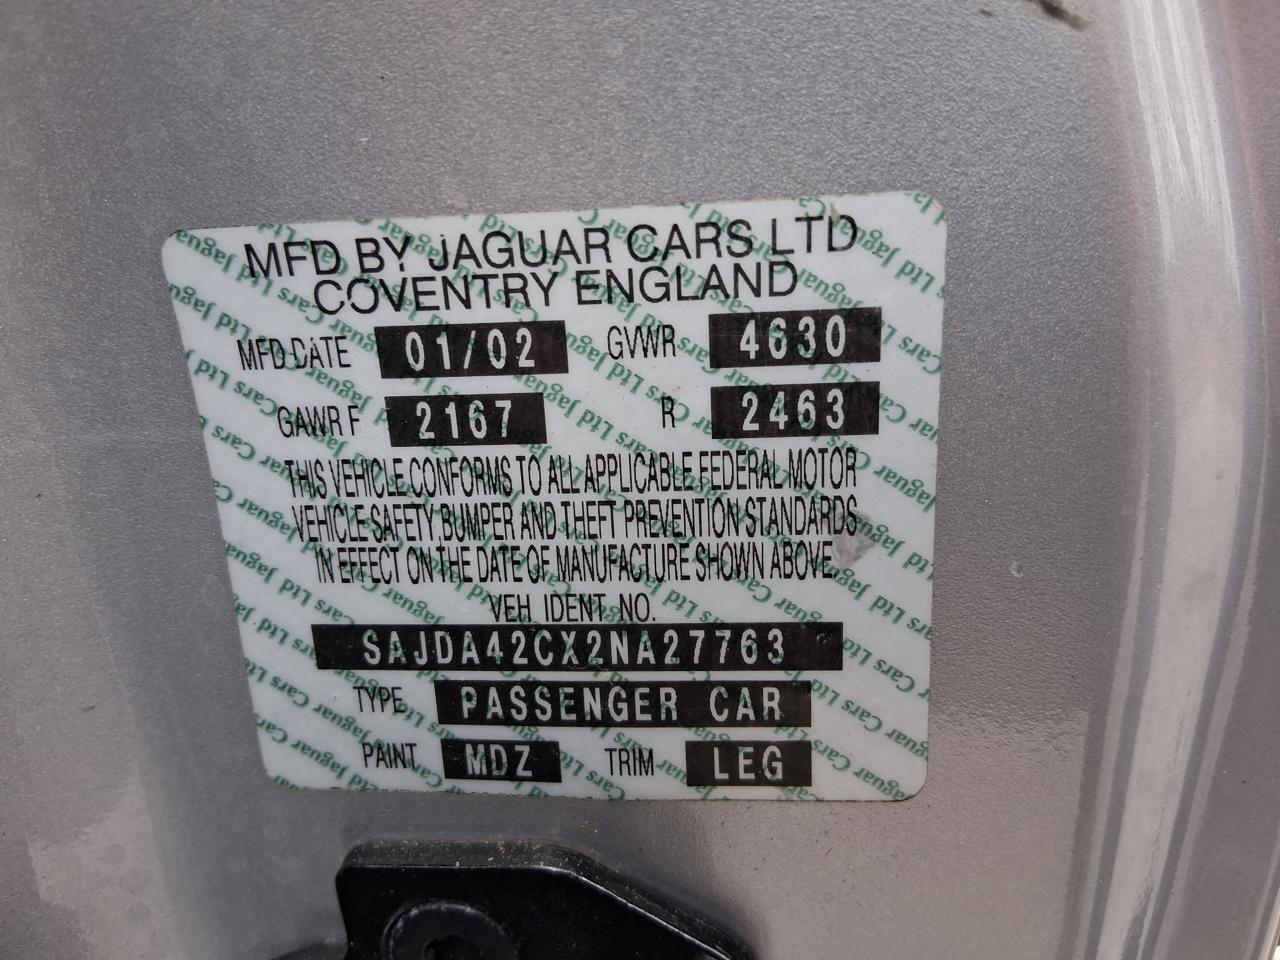 MFD BY JAGUAR CARS LTD
COVENTRY ENGLAND
MFD DATE 01/02 GVWR 4630
GAWR F 2167 R 2463
THIS VEHICLE CONFORMS TO ALL APPLICABLE FEDERAL MOTOR
VEHICLE SAFETY, BUMPER AND THEFT PREVENTION STANDARDS
IN EFFECT ON THE DATE OF MANUFACTURE SHOWN ABOVE.
VEH. IDENT. NO.
SAJDA42CX2NA27763
TYPE PASSENGER CAR
PAINT MDZ TRIM LEG